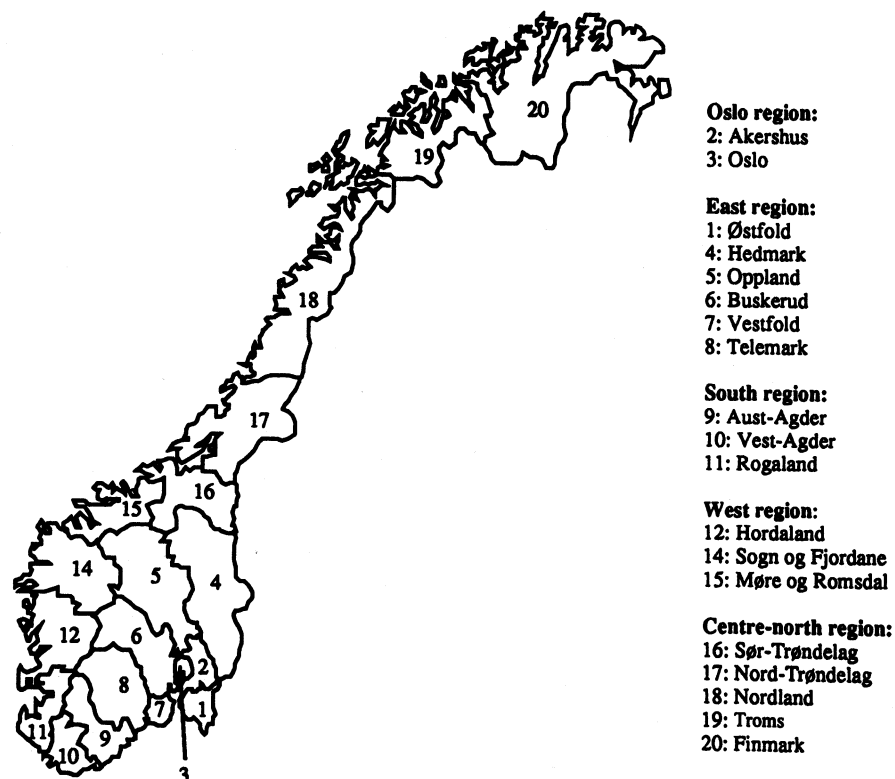 20
19
18
17
16
15
14
5
4
12
6
2
8
7
1
11
9
10
3
Oslo region:
2: Akershus
3: Oslo
East region:
1: Østfold
4: Hedmark
5: Oppland
6: Buskerud
7: Vestfold
8: Telemark
South region:
9: Aust-Agder
10: Vest-Agder
11: Rogaland
West region:
12: Hordaland
14: Sogn og Fjordane
15: Møre og Romsdal
Centre-north region:
16: Sør-Trøndelag
17: Nord-Trøndelag
18: Nordland
19: Troms
20: Finmark